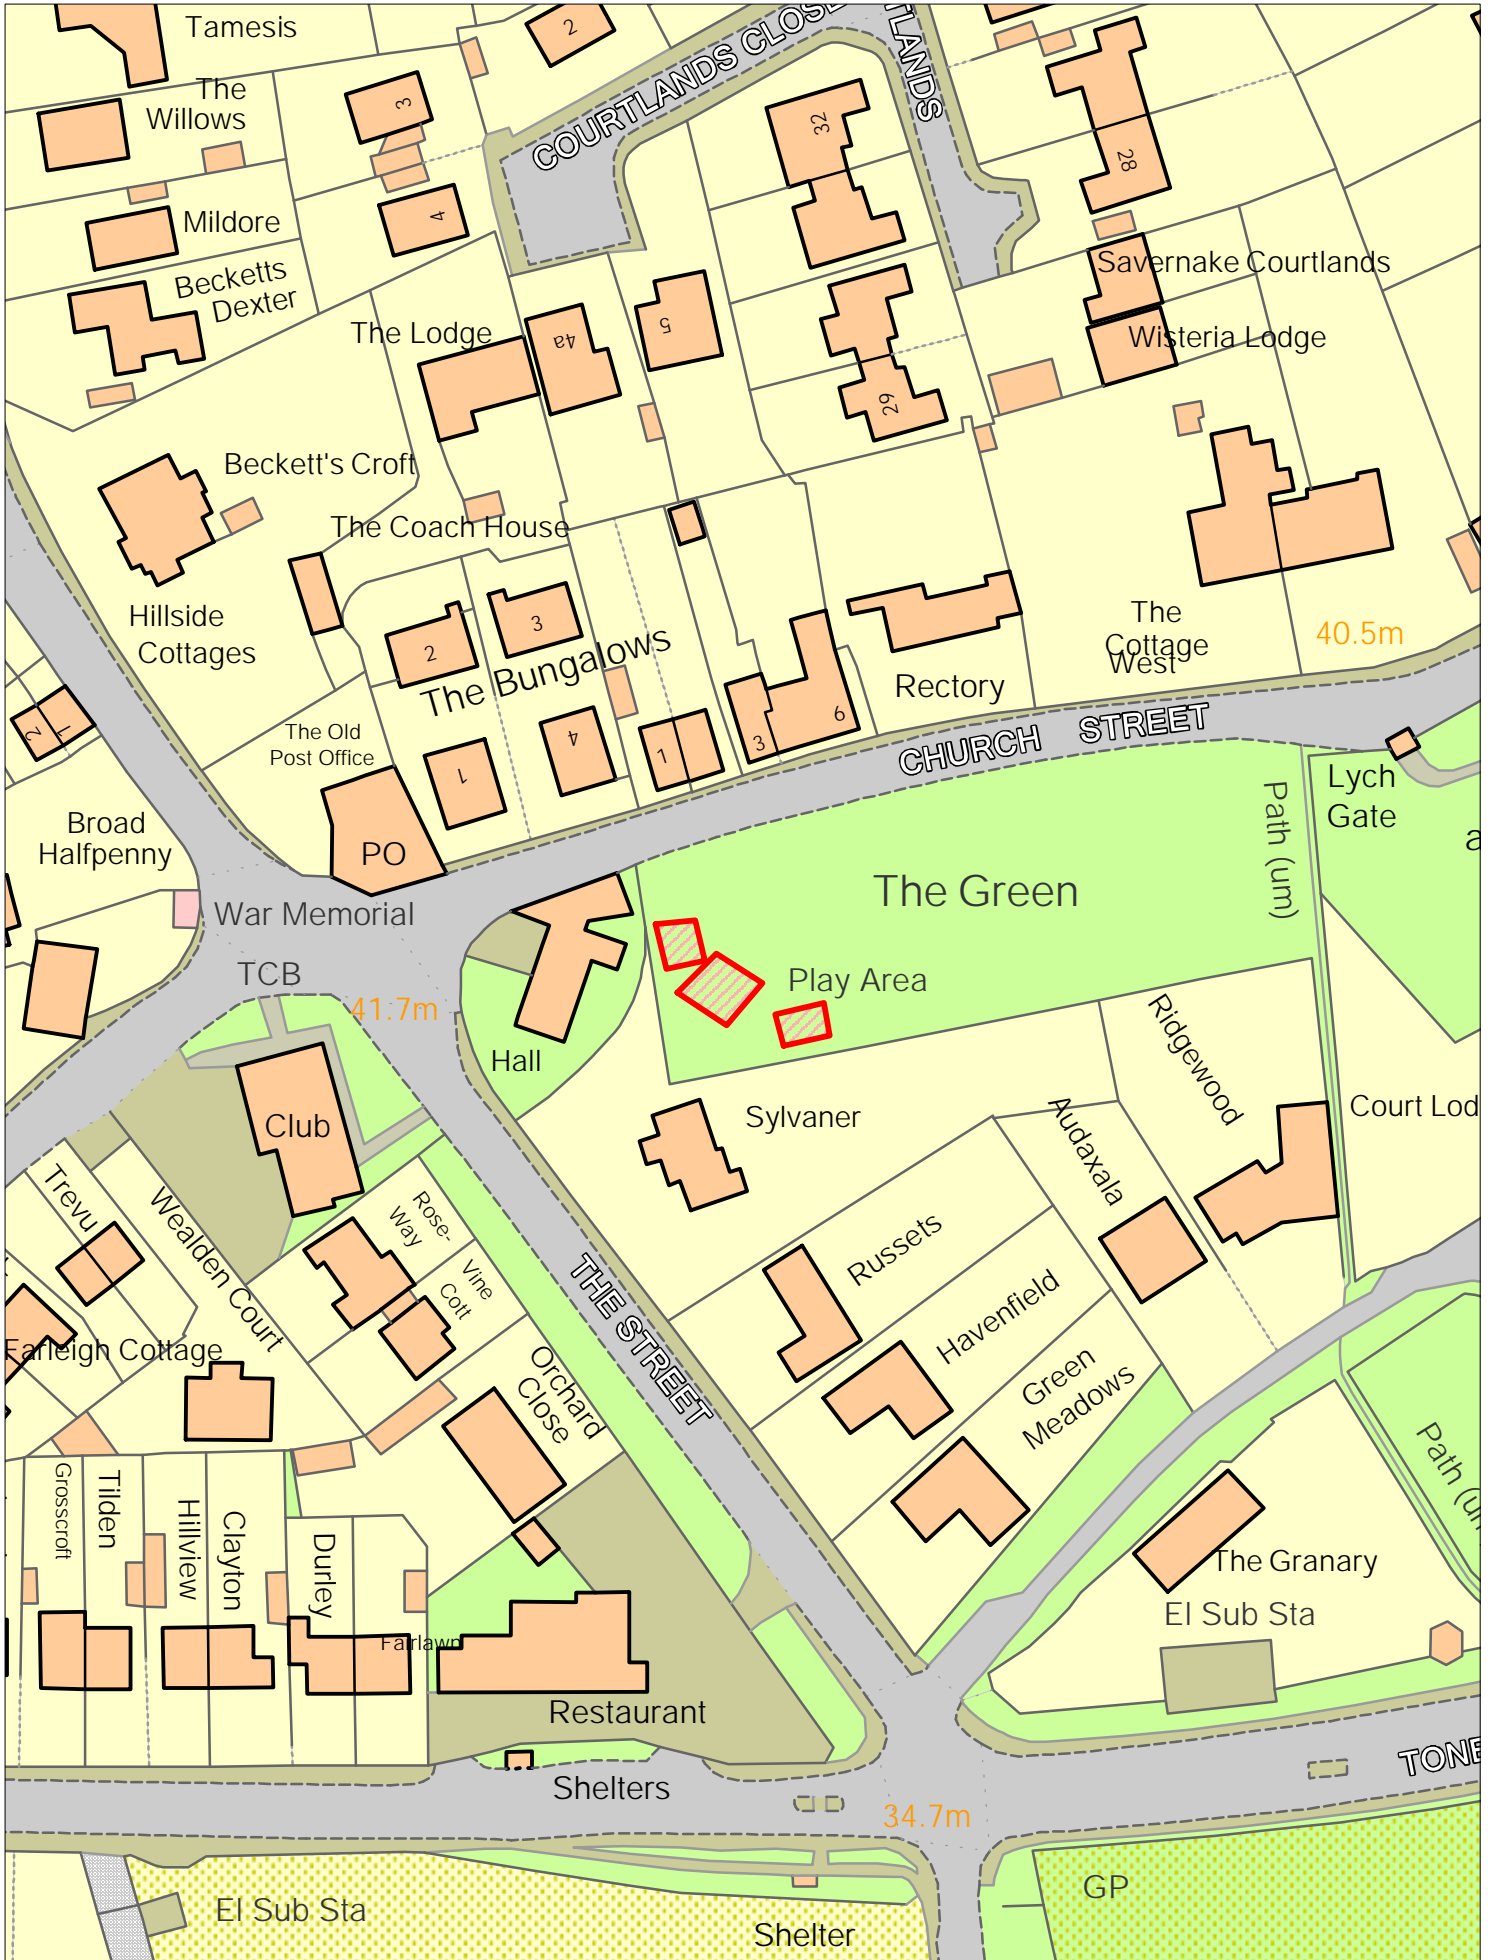 Tamesis
2
COURTLANDS CLOSE
TLANDS
The
Willows
3
32
28
4
Mildore
Becketts
Dexter
Savernake Courtlands
The Lodge
4a
5
Wisteria Lodge
29
Beckett's Croft
The Coach House
Hillside
Cottages
2
3
The Bungalows
The
Cottage
West
40.5m
Rectory
The Old
Post Office
2
1
1
4
1
3
6
CHURCH STREET
Lych
Gate
Path (um)
Broad
Halfpenny
PO
The Green
War Memorial
TCB
41.7m
Play Area
Hall
Ridgewood
Club
Sylvaner
Audaxala
Court Lod
Trevu
Wealden Court
Rose-
Way
Vine
Cott
Russets
THE STREET
Havenfield
Farleigh Cottage
Orchard
Close
Green
Meadows
Path (un
Grosscroft
Tilden
Hillview
Clayton
Durley
The Granary
El Sub Sta
Fairlawn
Restaurant
TONB
Shelters
34.7m
GP
El Sub Sta
Shelter